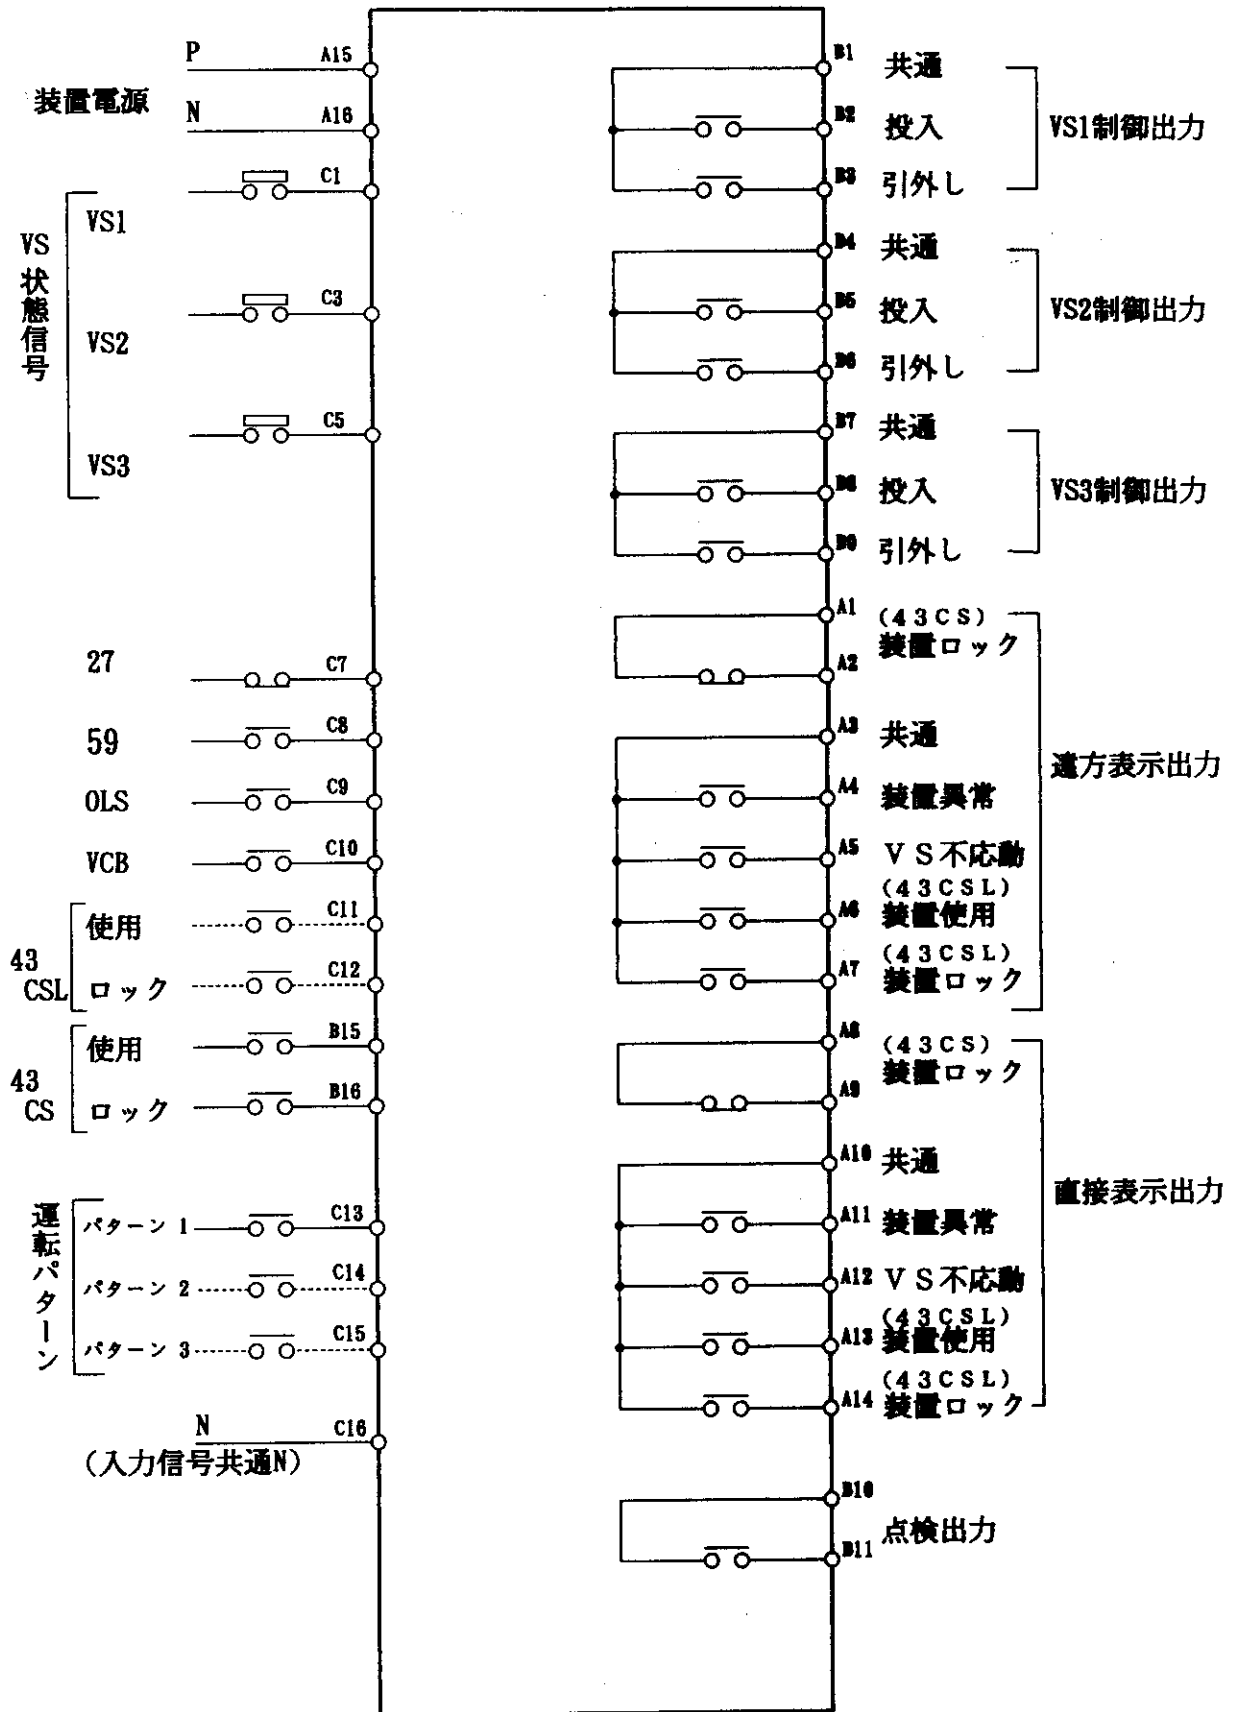 P A15
装置電源
N A16
C1
VS1
VS
状態信号
C3
VS2
C5
VS3
27 C7
59 C8
OLS C9
VCB C10
使用 C11
43
CSL
ロック C12
使用 B15
43
CS
ロック B16
運転パターン
パターン 1 C13
パターン 2 C14
パターン 3 C15
N C16
(入力信号共通N)
B1 共通
B2 投入
VS1制御出力
B3 引外し
B4 共通
B5 投入
VS2制御出力
B6 引外し
B7 共通
B8 投入
VS3制御出力
B9 引外し
A1 (43CS)
装置ロック
A2
A3 共通
遠方表示出力
A4 装置異常
A5 VS不応動
(43CSL)
A6 装置使用
(43CSL)
A7 装置ロック
A8 (43CS)
装置ロック
A9
A10 共通
直接表示出力
A11 装置異常
A12 VS不応動
(43CSL)
A13 装置使用
(43CSL)
A14 装置ロック
B10
点検出力
B11